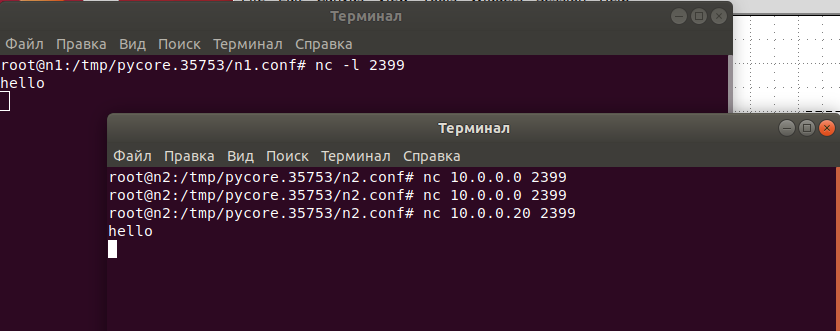 Терминал
Файл Правка Вид Поиск Терминал Справка
root@n1:/tmp/pycore.35753/n1.conf# nc -l 2399
hello
Терминал
Файл Правка Вид Поиск Терминал Справка
root@n2:/tmp/pycore.35753/n2.conf# nc 10.0.0.0 2399
root@n2:/tmp/pycore.35753/n2.conf# nc 10.0.0.0 2399
root@n2:/tmp/pycore.35753/n2.conf# nc 10.0.0.20 2399
hello